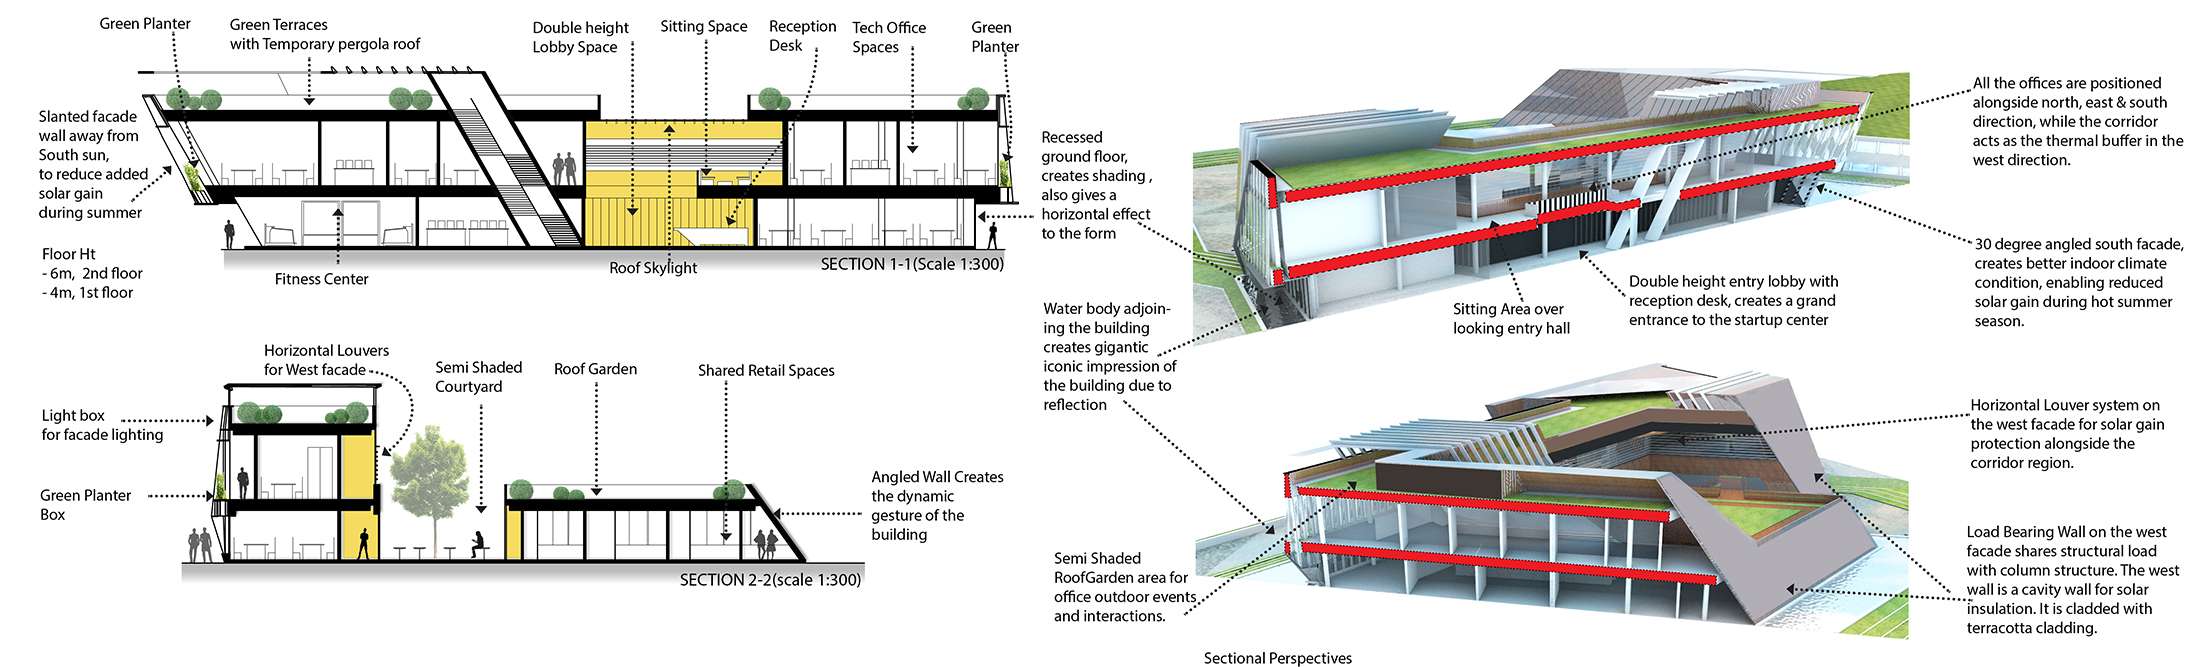 Green Planter
Green Terraces
with Temporary pergola roof
Double height
Lobby Space
Sitting Space
Reception
Desk
Tech Office
Spaces
Green
Planter
Slanted facade
wall away from
South sun,
to reduce added
solar gain
during summer
Floor Ht
- 6m, 2nd floor
- 4m, 1st floor
Fitness Center
Roof Skylight
SECTION 1-1(Scale 1:300)
Recessed
ground floor,
creates shading ,
also gives a
horizontal effect
to the form
Water body adjoin-
ing the building
creates gigantic
iconic impression of
the building due to
reflection
Horizontal Louvers
for West facade
Semi Shaded
Courtyard
Roof Garden
Shared Retail Spaces
Light box
for facade lighting
Green Planter
Box
Angled Wall Creates
the dynamic
gesture of the
building
SECTION 2-2(scale 1:300)
All the offices are positioned
alongside north, east & south
direction, while the corridor
acts as the thermal buffer in the
west direction.
30 degree angled south facade,
creates better indoor climate
condition, enabling reduced
solar gain during hot summer
season.
Sitting Area over
looking entry hall
Double height entry lobby with
reception desk, creates a grand
entrance to the startup center
Horizontal Louver system on
the west facade for solar gain
protection alongside the
corridor region.
Load Bearing Wall on the west
facade shares structural load
with column structure. The west
wall is a cavity wall for solar
insulation. It is cladded with
terracotta cladding.
Semi Shaded
RoofGarden area for
office outdoor events
and interactions.
Sectional Perspectives